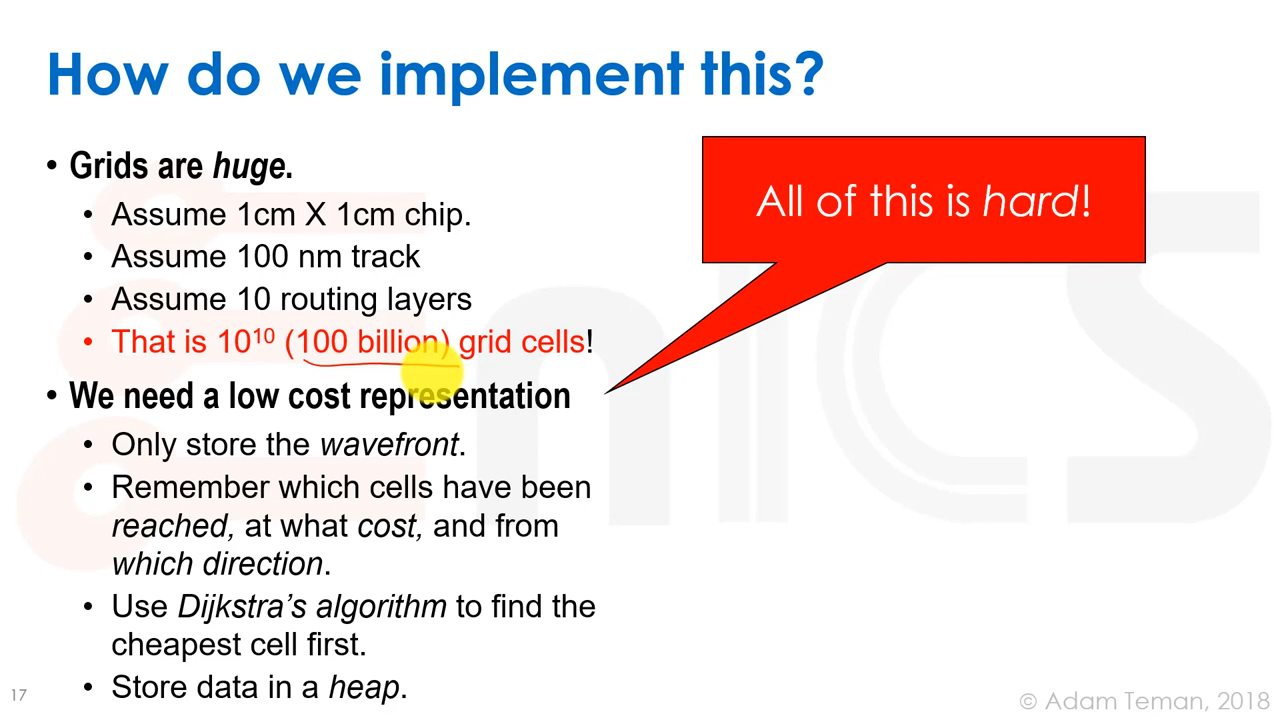 How do we implement this?
• Grids are huge.
• Assume 1cm X 1cm chip.
• Assume 100 nm track
• Assume 10 routing layers
• That is 10¹⁰ (100 billion) grid cells!
• We need a low cost representation
• Only store the wavefront.
• Remember which cells have been
reached, at what cost, and from
which direction.
• Use Dijkstra’s algorithm to find the
cheapest cell first.
• Store data in a heap.
All of this is hard!
17
© Adam Teman, 2018